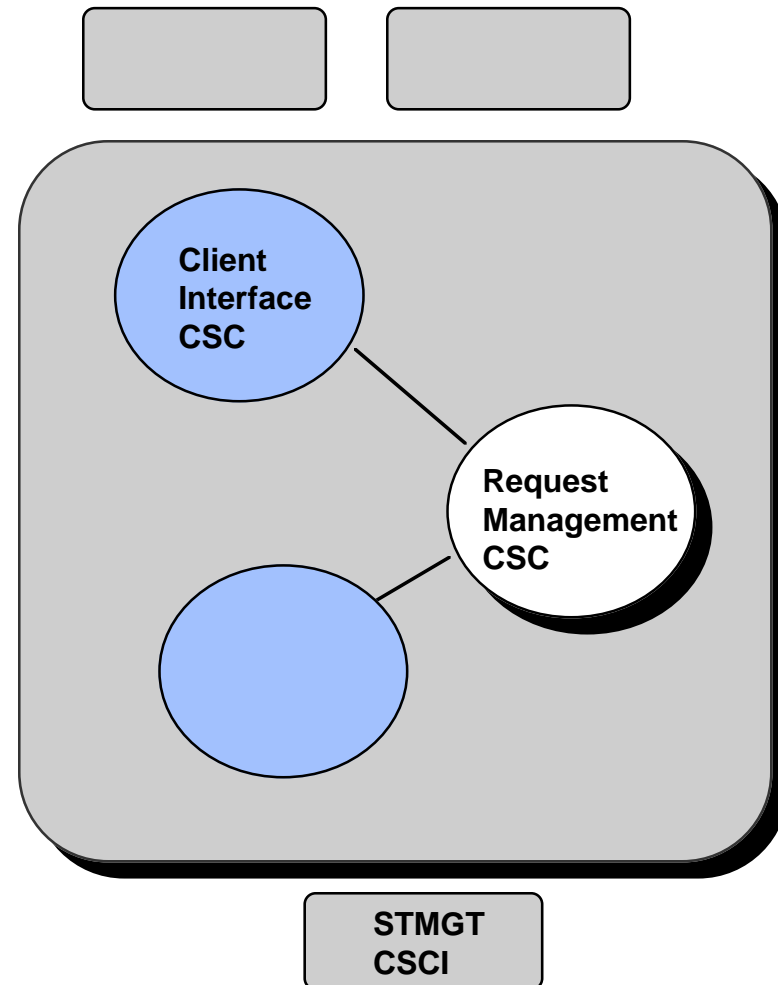 Client
Interface
CSC
Request
Management
CSC
STMGT
CSCI